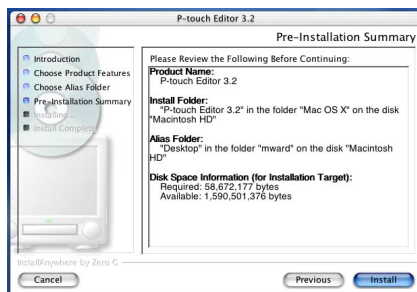 P-touch Editor 3.2
Pre-Installation Summary
Introduction
Choose Product Features
Choose Alias Folder
Pre-Installation Summary
Installing...
Install Complete
Please Review the Following Before Continuing:
Product Name:
P-touch Editor 3.2
Install Folder:
"P-touch Editor 3.2" in the folder "Mac OS X" on the disk
"Macintosh HD"
Alias Folder:
"Desktop" in the folder "mward" on the disk "Macintosh
HD"
Disk Space Information (for Installation Target):
Required: 58,672,177 bytes
Available: 1,590,501,376 bytes
InstallAnywhere by Zero G
Cancel
Previous
Install